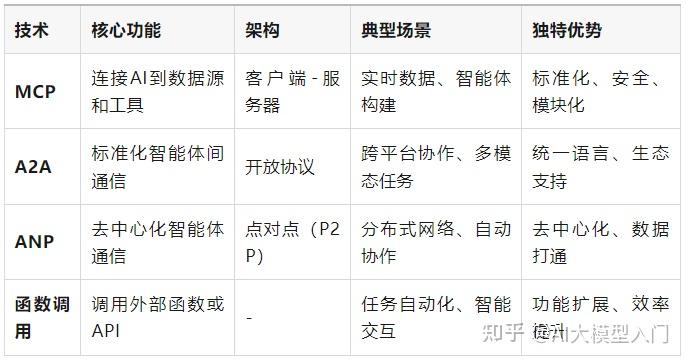 技术 核心功能 架构 典型场景 独特优势
MCP 连接AI到数据源 客户端-服 实时数据、智能体 标准化、安全、
和工具 务器 构建 模块化
A2A 标准化智能体间 开放协议 跨平台协作、多模 统一语言、生态
通信 态任务 支持
ANP 去中心化智能体 点对点（P2 分布式网络、自动 去中心化、数据
通信 P） 协作 打通
函数调 调用外部函数或 - 任务自动化、智能 功能扩展、效率
用 API 交互 提升
知乎 @AI大模型入门